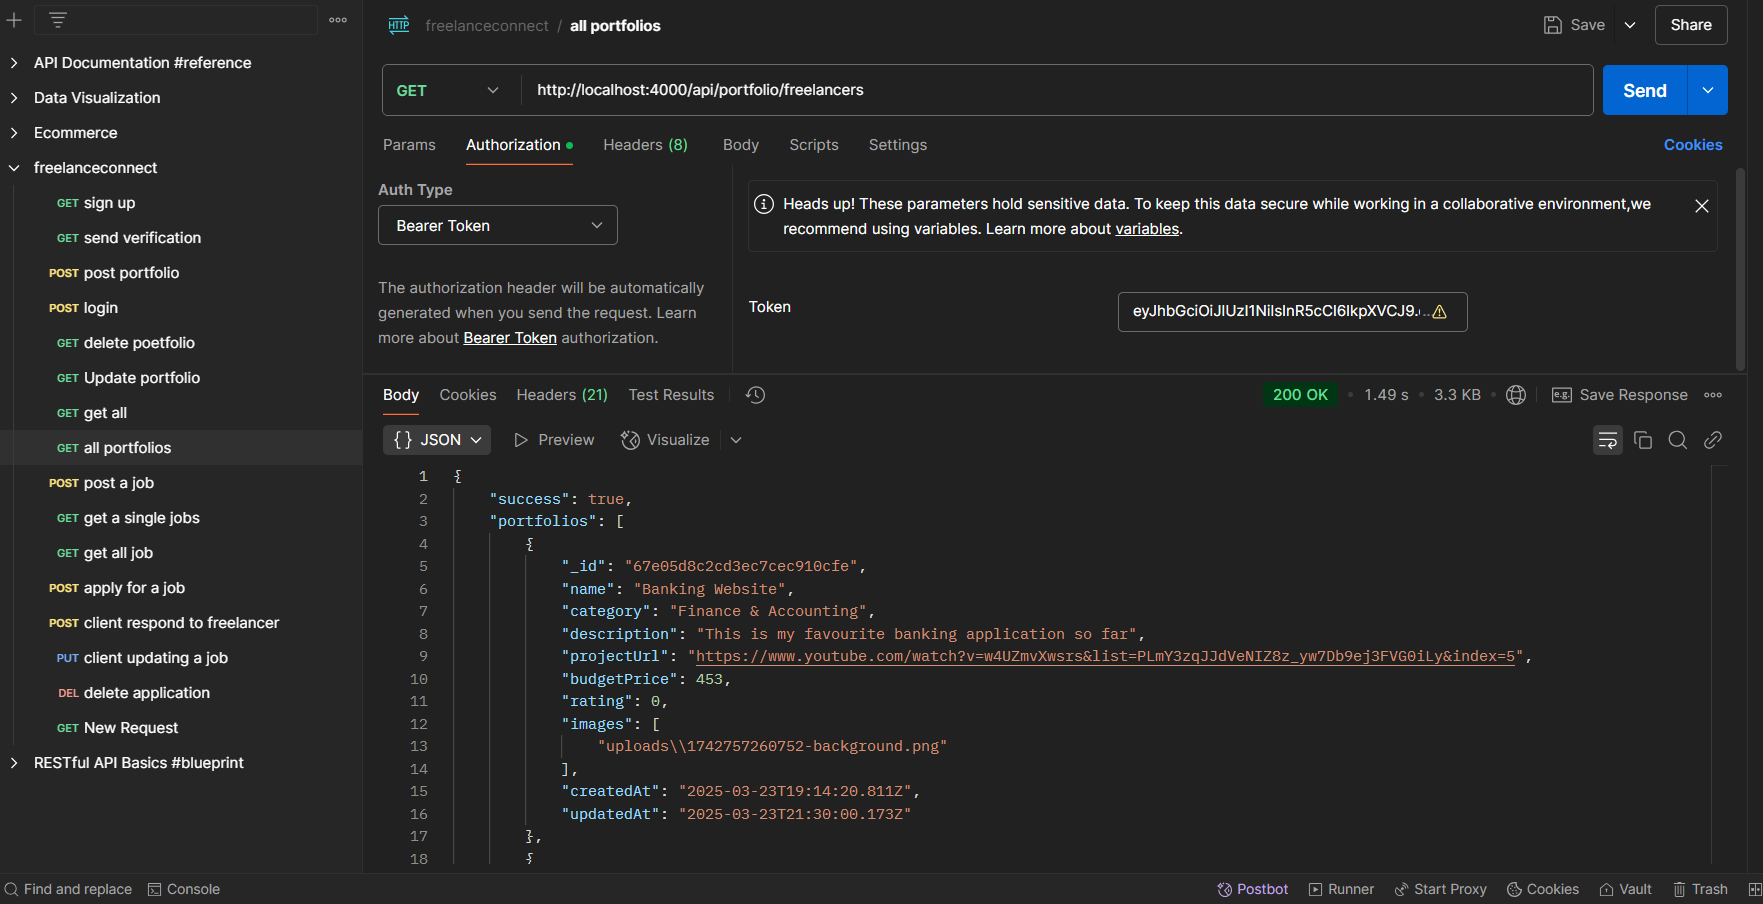 freelanceconnect / all portfolios
Save
Share
API Documentation #reference
Data Visualization
Ecommerce
freelanceconnect
GET sign up
GET send verification
POST post portfolio
POST login
GET delete poetfolio
GET Update portfolio
GET get all
GET all portfolios
POST post a job
GET get a single jobs
GET get all job
POST apply for a job
POST client respond to freelancer
PUT client updating a job
DEL delete application
GET New Request
RESTful API Basics #blueprint
HTTP
GET
http://localhost:4000/api/portfolio/freelancers
Send
Params Authorization Headers (8) Body Scripts Settings Cookies
Auth Type
Bearer Token
The authorization header will be automatically
generated when you send the request. Learn
more about Bearer Token authorization.
Heads up! These parameters hold sensitive data. To keep this data secure while working in a collaborative environment,we
recommend using variables. Learn more about variables.
Token
eyJhbGciOiJIUzI1NiIsInR5cCI6IkpXVCJ9.
Body Cookies Headers (21) Test Results
200 OK • 1.49 s • 3.3 KB • e.g. Save Response
{} JSON Preview Visualize
1 {
2 "success": true,
3 "portfolios": [
4 {
5 "_id": "67e05d8c2cd3ec7cec910cfe",
6 "name": "Banking Website",
7 "category": "Finance & Accounting",
8 "description": "This is my favourite banking application so far",
9 "projectUrl": "https://www.youtube.com/watch?v=w4UZmvXwsrs&list=PLmY3zqJJdVeNIZ8z_yw7Db9ej3FVG0iLy&index=5",
10 "budgetPrice": 453,
11 "rating": 0,
12 "images": [
13 "uploads\\1742757260752-background.png"
14 ],
15 "createdAt": "2025-03-23T19:14:20.811Z",
16 "updatedAt": "2025-03-23T21:30:00.173Z"
17 },
18 {
Find and replace Console
Postbot Runner Start Proxy Cookies Vault Trash